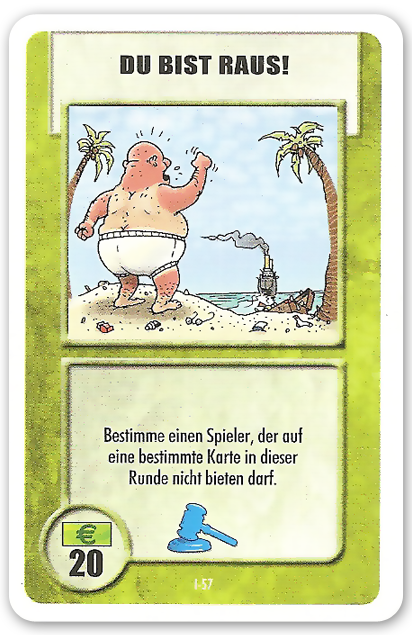 DU BIST RAUS!
Bestimme einen Spieler, der auf
eine bestimmte Karte in dieser
Runde nicht bieten darf.
€
20
I-57